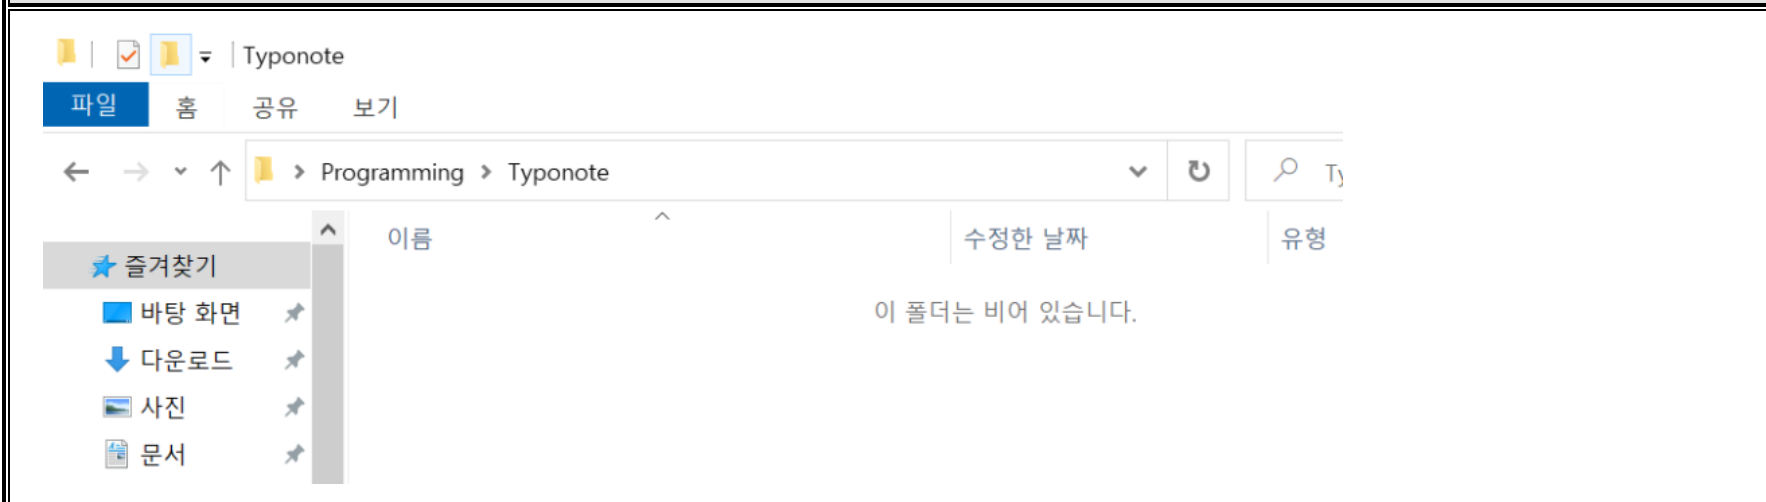 Typonote
파일 홈 공유 보기
Programming > Typonote
이름 수정한 날짜 유형
즐겨찾기
이 폴더는 비어 있습니다.
바탕 화면
다운로드
사진
문서